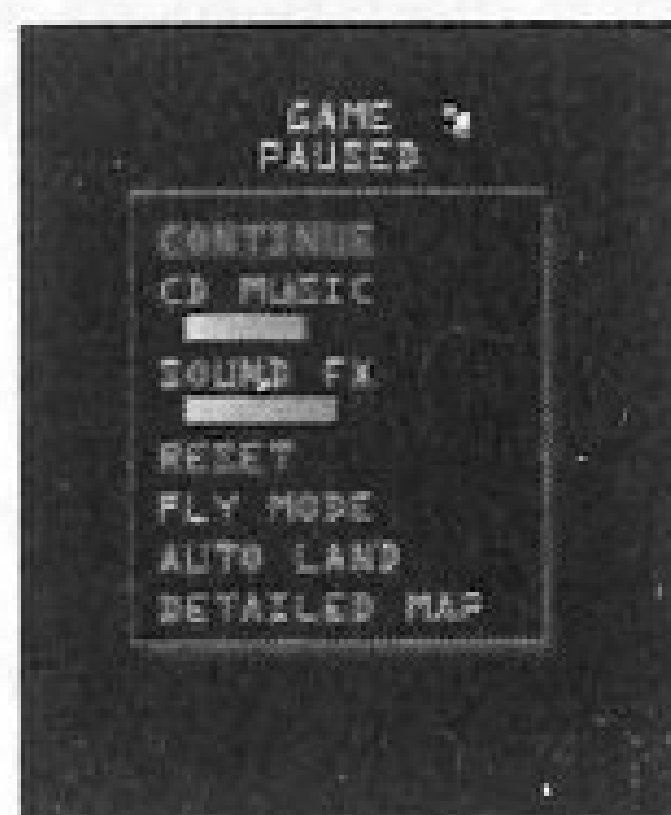 GAME
PAUSED
CONTINUE
CD MUSIC
SOUND FX
RESET
FLY MODE
AUTO LAND
DETAILED MAP